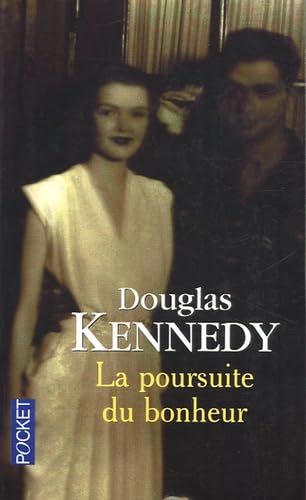 Douglas
KENNEDY
La poursuite
du bonheur
POCKET